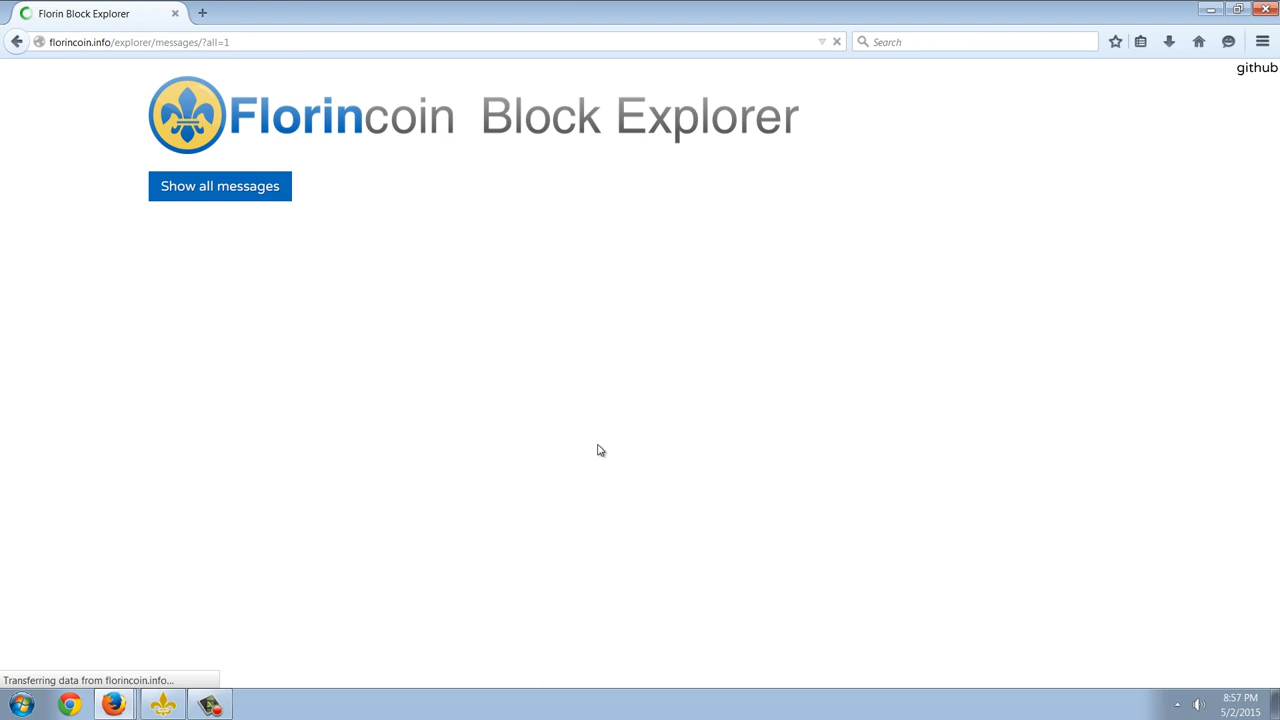 Florin Block Explorer
florincoin.info/explorer/messages/?all=1
Search
github
Florincoin Block Explorer
Show all messages
Transferring data from florincoin.info...
8:57 PM
5/2/2015